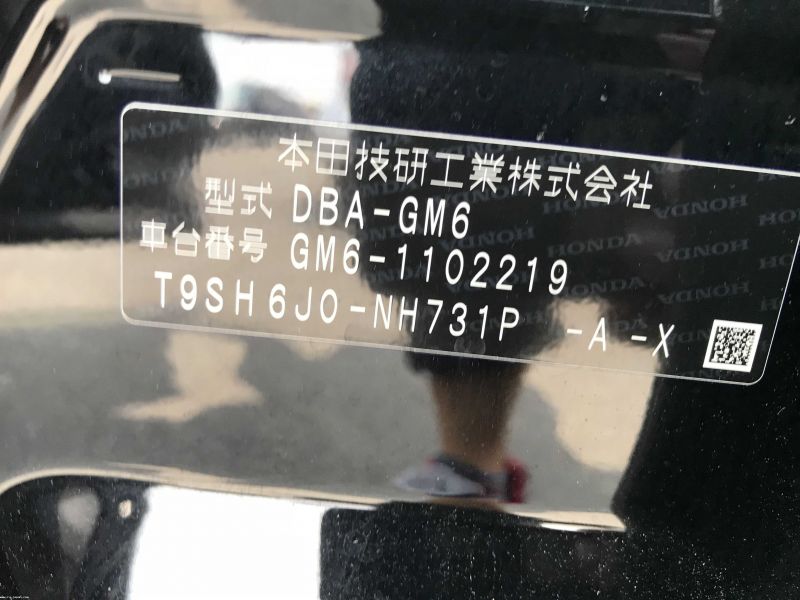 本田技研工業株式会社
型式 DBA-GM6
車台番号 GM6-1102219
T9SH6J0-NH731P -A -X